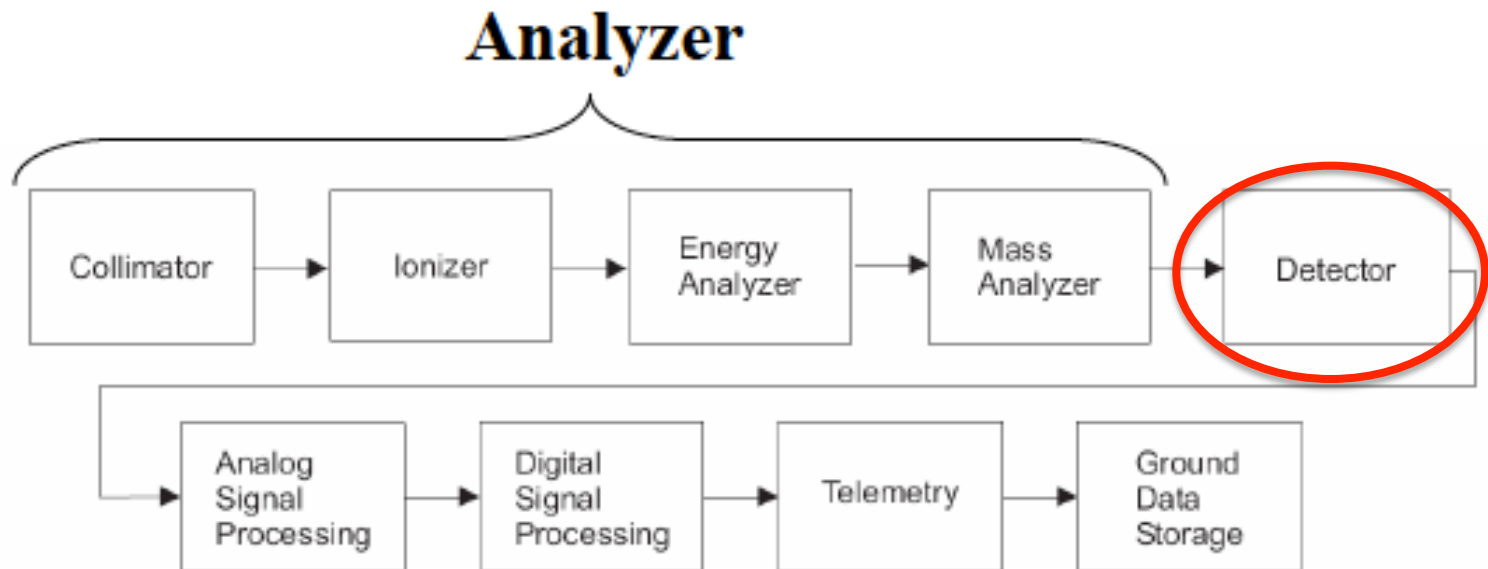 Analyzer
Collimator
Ionizer
Energy
Analyzer
Mass
Analyzer
Detector
Analog
Signal
Processing
Digital
Signal
Processing
Telemetry
Ground
Data
Storage